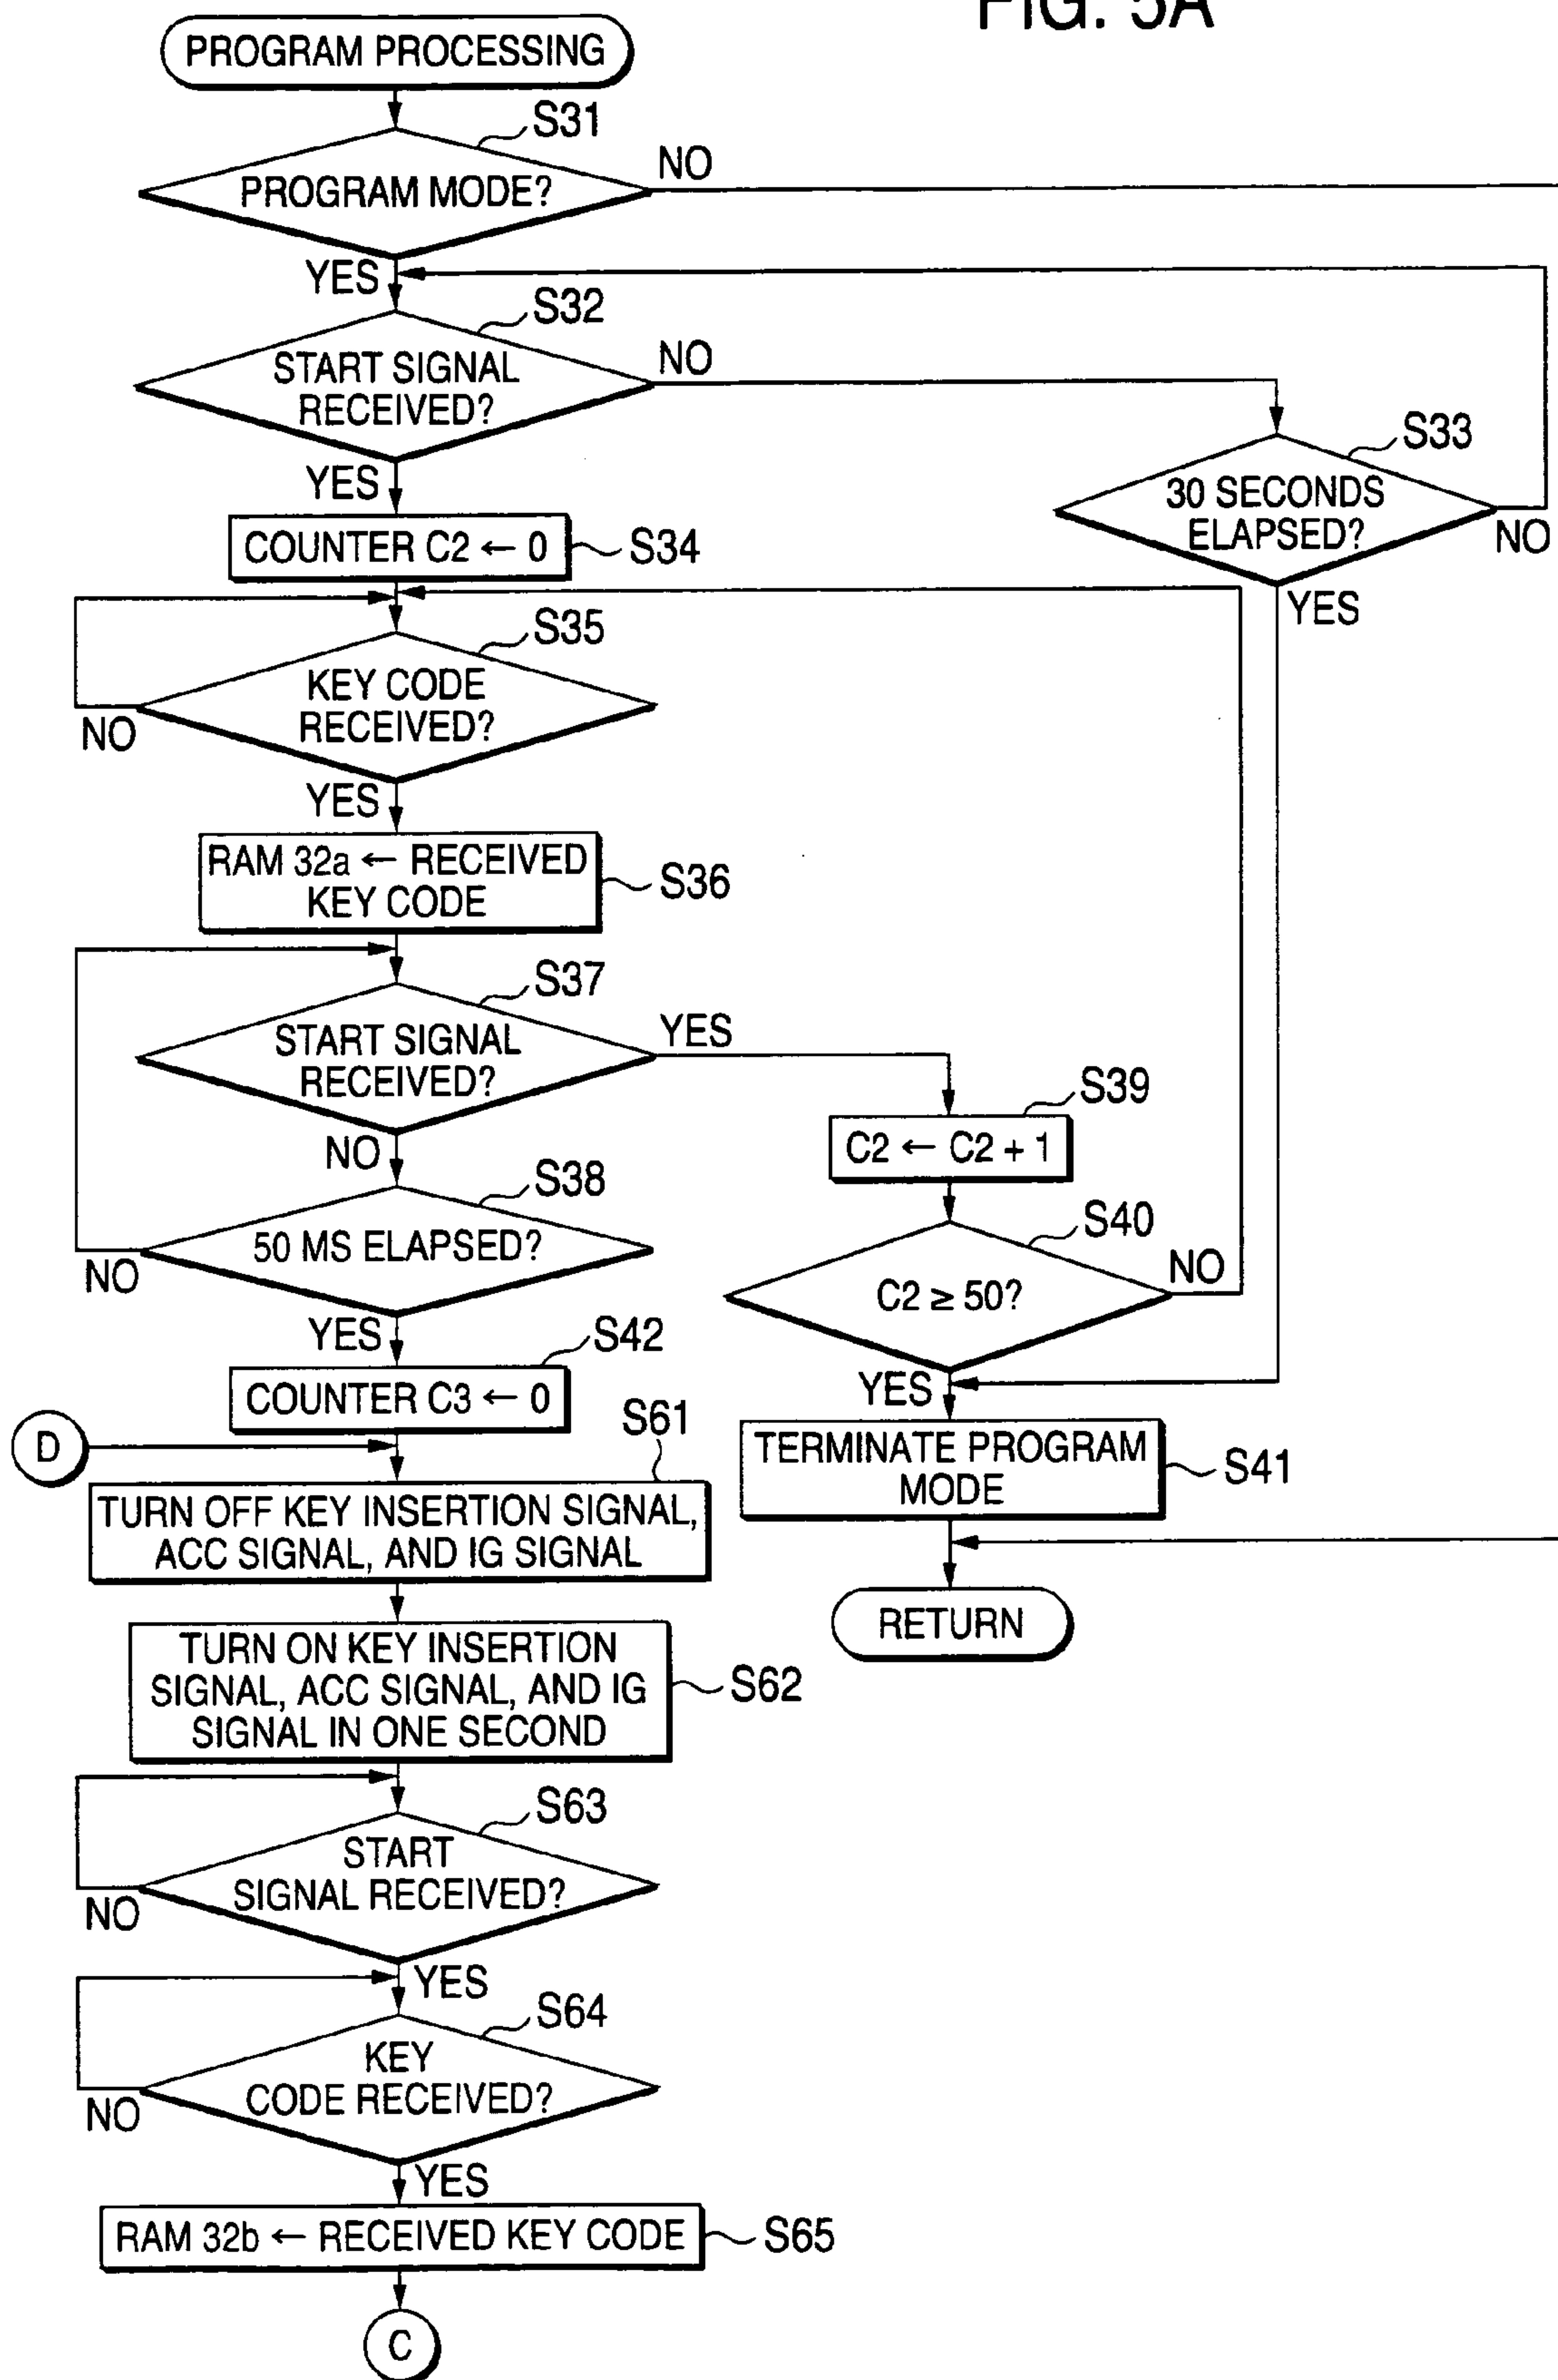 FIG. 5A
PROGRAM PROCESSING
S31
PROGRAM MODE?
NO
YES
S32
START SIGNAL
RECEIVED?
NO
S33
30 SECONDS
ELAPSED?
NO
YES
YES
COUNTER C2 ← 0
S34
S35
KEY CODE
RECEIVED?
NO
YES
RAM 32a ← RECEIVED
KEY CODE
S36
S37
START SIGNAL
RECEIVED?
YES
S39
C2 ← C2 + 1
NO
S38
50 MS ELAPSED?
NO
S40
C2 ≥ 50?
NO
YES
S42
COUNTER C3 ← 0
YES
D
S61
TERMINATE PROGRAM
MODE
S41
TURN OFF KEY INSERTION SIGNAL,
ACC SIGNAL, AND IG SIGNAL
RETURN
TURN ON KEY INSERTION
SIGNAL, ACC SIGNAL, AND IG
SIGNAL IN ONE SECOND
S62
S63
START
SIGNAL RECEIVED?
NO
YES
S64
KEY
CODE RECEIVED?
NO
YES
RAM 32b ← RECEIVED KEY CODE
S65
C